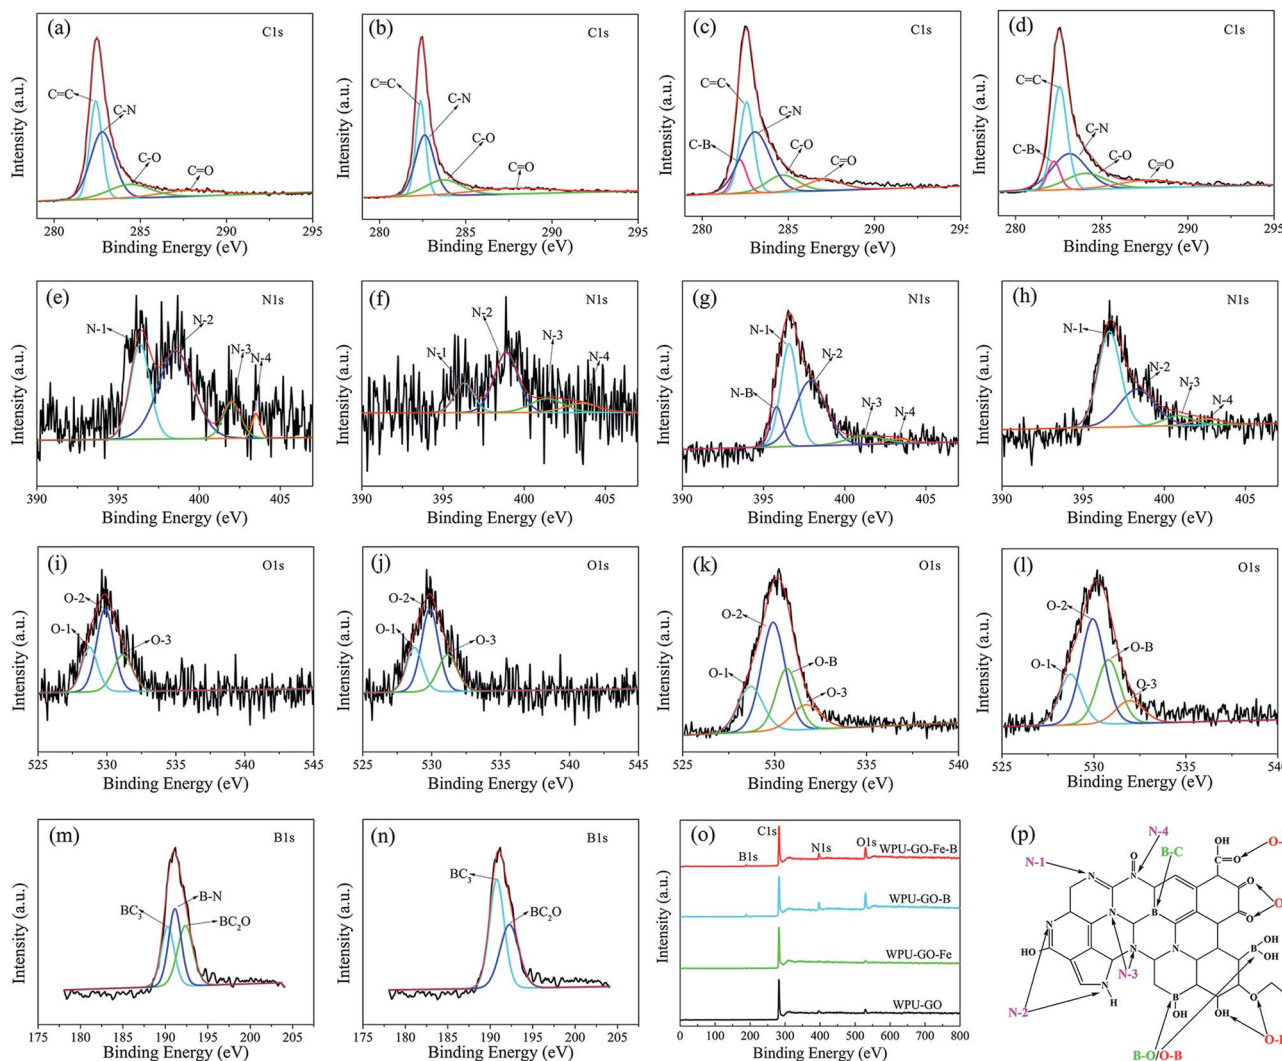 (a)
C1s
C=C
C-N
C-O
C=O
Intensity (a.u.)
280 285 290 295
Binding Energy (eV)
(b)
C1s
C=C
C-N
C-O
C=O
Intensity (a.u.)
280 285 290 295
Binding Energy (eV)
(c)
C1s
C=C
C-N
C-B
C-O
C=O
Intensity (a.u.)
280 285 290 295
Binding Energy (eV)
(d)
C1s
C=C
C-N
C-B
C-O
C=O
Intensity (a.u.)
280 285 290 295
Binding Energy (eV)
(e)
N1s
N-1
N-2
N-3
N-4
Intensity (a.u.)
390 395 400 405
Binding Energy (eV)
(f)
N1s
N-2
N-3
N-1
N-4
Intensity (a.u.)
390 395 400 405
Binding Energy (eV)
(g)
N1s
N-1
N-2
N-B
N-3
N-4
Intensity (a.u.)
390 395 400 405
Binding Energy (eV)
(h)
N1s
N-1
N-2
N-3
N-4
Intensity (a.u.)
390 395 400 405
Binding Energy (eV)
(i)
O1s
O-2
O-1
O-3
Intensity (a.u.)
525 530 535 540 545
Binding Energy (eV)
(j)
O1s
O-2
O-1
O-3
Intensity (a.u.)
525 530 535 540 545
Binding Energy (eV)
(k)
O1s
O-2
O-B
O-1
O-3
Intensity (a.u.)
525 530 535 540
Binding Energy (eV)
(l)
O1s
O-2
O-B
O-1
O-3
Intensity (a.u.)
525 530 535 540
Binding Energy (eV)
(m)
B1s
B-N
BC3
BC2O
Intensity (a.u.)
175 180 185 190 195 200 205
Binding Energy (eV)
(n)
B1s
BC3
BC2O
Intensity (a.u.)
175 180 185 190 195 200 205
Binding Energy (eV)
(o)
C1s
B1s
N1s
O1s
WPU-GO-Fe-B
WPU-GO-B
WPU-GO-Fe
WPU-GO
Intensity (a.u.)
0 100 200 300 400 500 600 700 800
Binding Energy (eV)
(p)
N-4
B-C
N-1
OH
O
C=O
N
N
O
N
N
B
O
HO
N
N
OH
B
OH
N-3
N
H
N-2
B
OH
O
OH
B-O/O-B